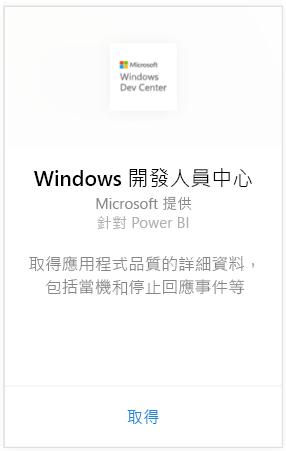 Microsoft
Windows
Dev Center
Windows 開發人員中心
Microsoft 提供
針對 Power BI
取得應用程式品質的詳細資料，
包括當機和停止回應事件等
取得